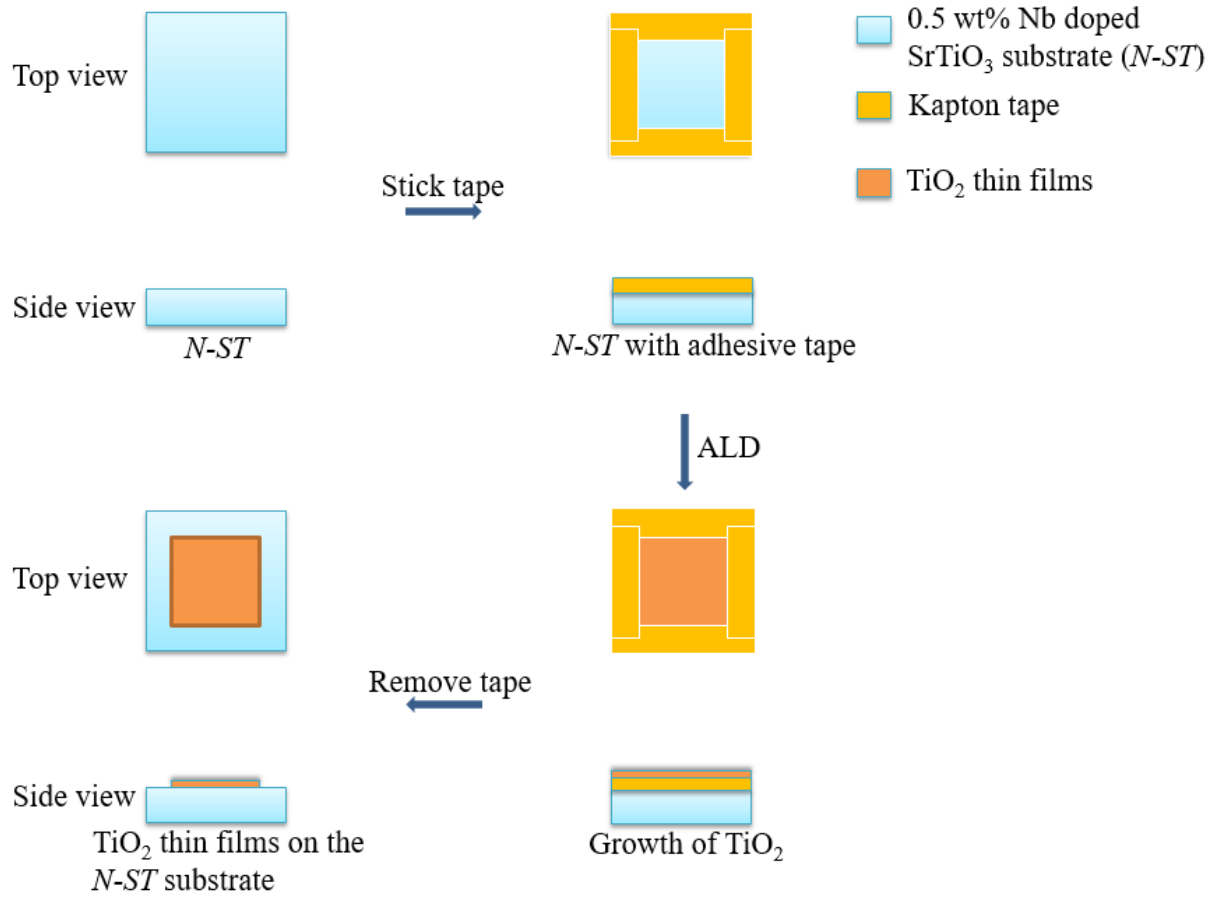 Top view
0.5 wt% Nb doped
SrTiO₃ substrate (N-ST)
Kapton tape
TiO₂ thin films
Stick tape
Side view
N-ST
N-ST with adhesive tape
ALD
Top view
Remove tape
Side view
TiO₂ thin films on the
N-ST substrate
Growth of TiO₂